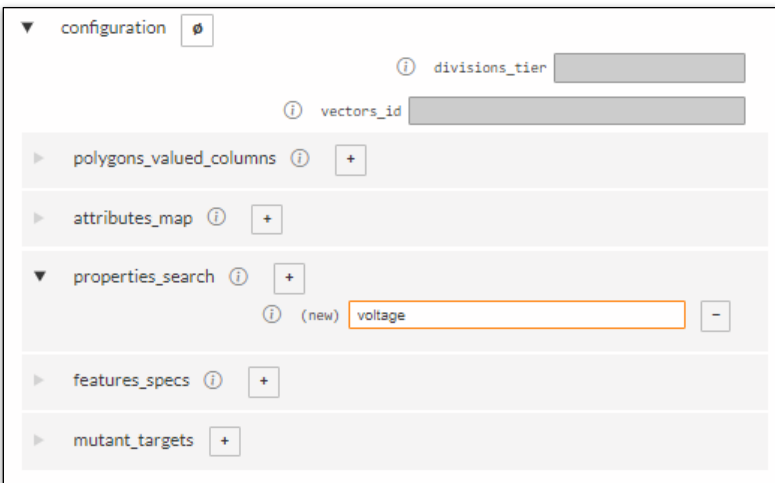 configuration ø
divisions_tier
vectors_id
polygons_valued_columns +
attributes_map +
properties_search +
(new) voltage −
features_specs +
mutant_targets +